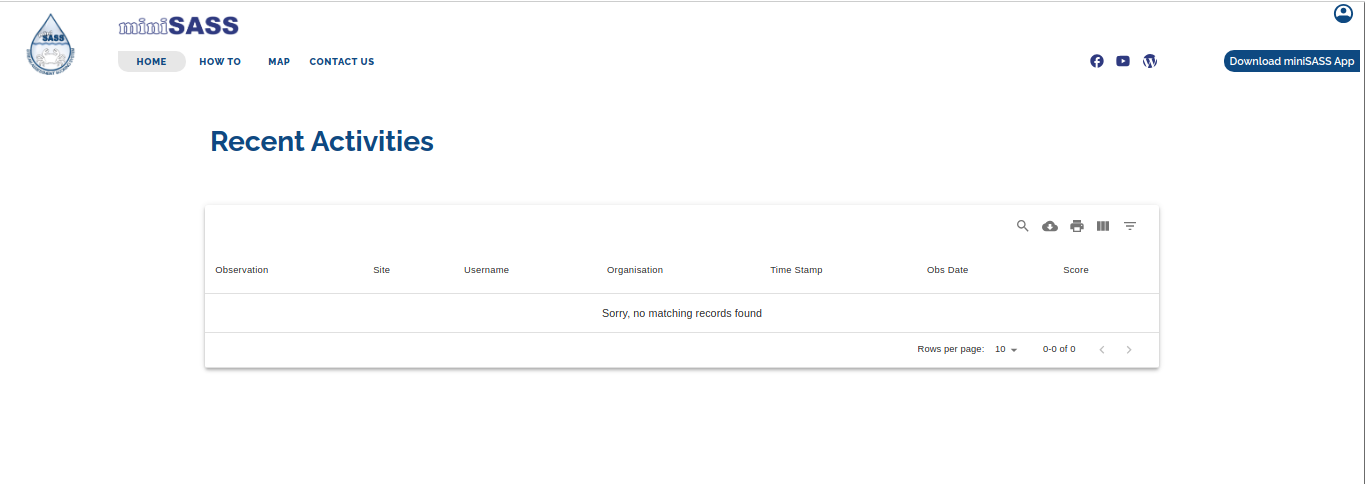 SASS
miniSASS
HOME HOW TO MAP CONTACT US
Download miniSASS App
Recent Activities
Observation Site Username Organisation Time Stamp Obs Date Score
Sorry, no matching records found
Rows per page: 10 0-0 of 0